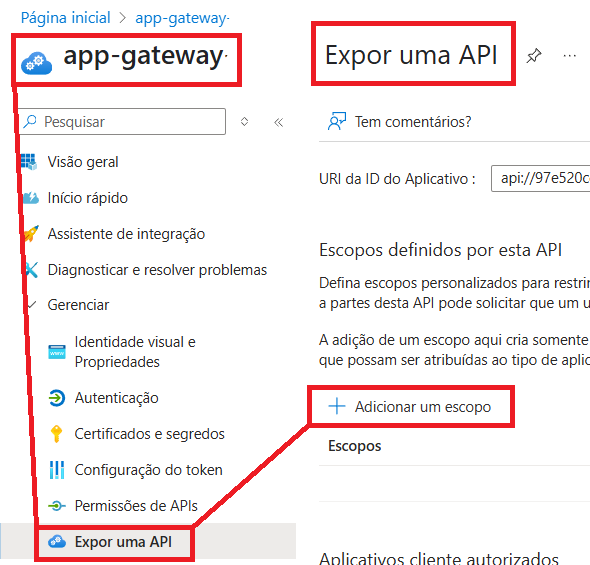 Página inicial > app-gateway-
app-gateway-
Pesquisar
Visão geral
Início rápido
Assistente de integração
Diagnosticar e resolver problemas
Gerenciar
Identidade visual e
Propriedades
Autenticação
Certificados e segredos
Configuração do token
Permissões de APIs
Expor uma API
Expor uma API
Tem comentários?
URI da ID do Aplicativo : api://97e520c
Escopos definidos por esta API
Defina escopos personalizados para restrin
a partes desta API pode solicitar que um u
A adição de um escopo aqui cria somente
que possam ser atribuídas ao tipo de aplic
Adicionar um escopo
Escopos
Aplicativos cliente autorizados